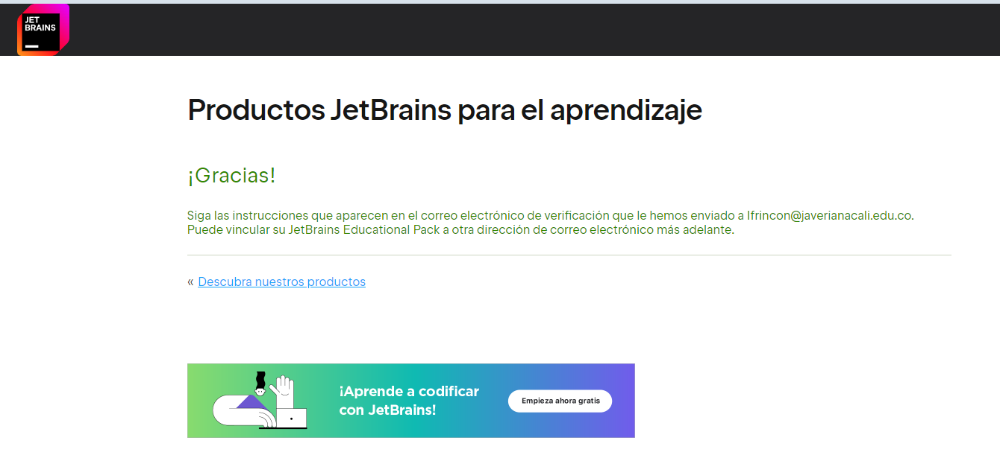 JET
BRAINS
Productos JetBrains para el aprendizaje
¡Gracias!
Siga las instrucciones que aparecen en el correo electrónico de verificación que le hemos enviado a lfrincon@javerianacali.edu.co.
Puede vincular su JetBrains Educational Pack a otra dirección de correo electrónico más adelante.
« Descubra nuestros productos
¡Aprende a codificar
con JetBrains!
Empieza ahora gratis